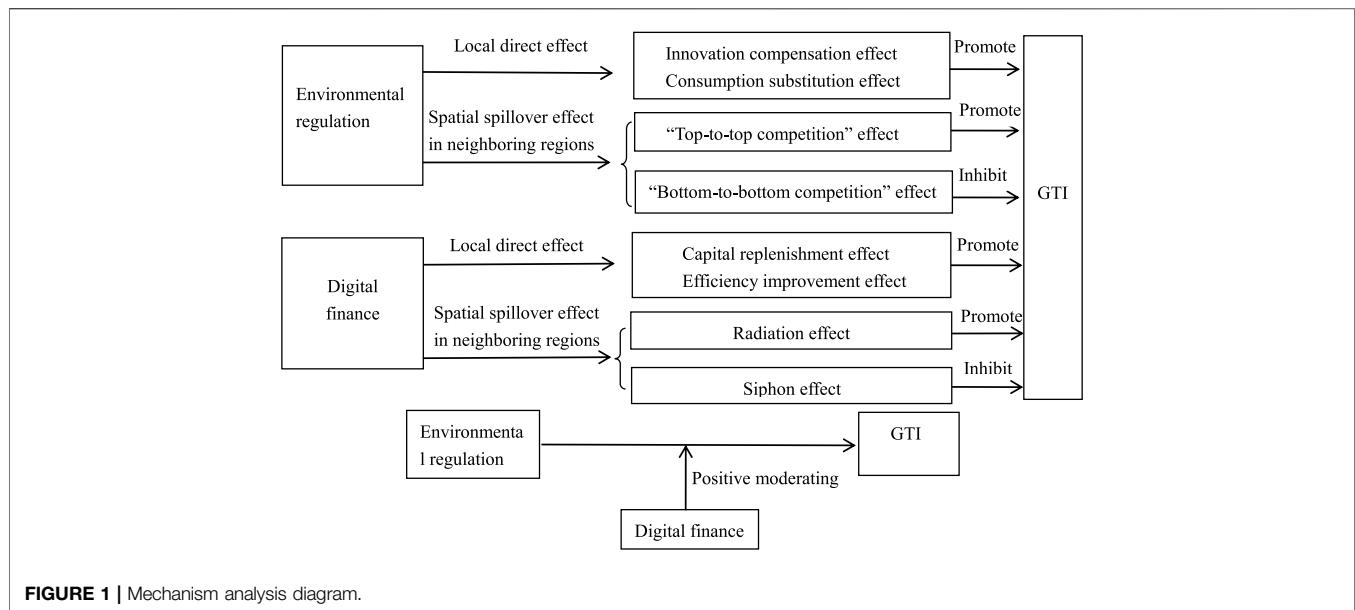 Environmental
regulation
Local direct effect
Innovation compensation effect
Consumption substitution effect
Promote
Spatial spillover effect
in neighboring regions
“Top-to-top competition” effect
Promote
“Bottom-to-bottom competition” effect
Inhibit
GTI
Digital
finance
Local direct effect
Capital replenishment effect
Efficiency improvement effect
Promote
Spatial spillover effect
in neighboring regions
Radiation effect
Promote
Siphon effect
Inhibit
Environmenta
l regulation
GTI
Positive moderating
Digital finance
FIGURE 1 | Mechanism analysis diagram.